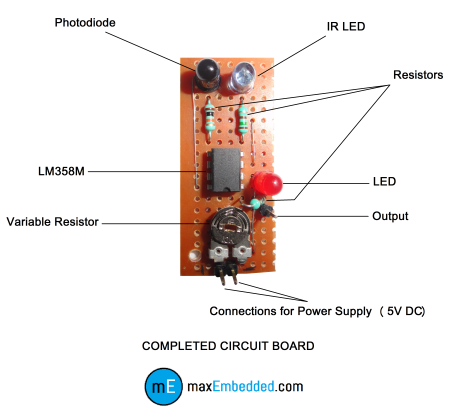 Photodiode
IR LED
Resistors
LM358M
LED
Output
Variable Resistor
Connections for Power Supply ( 5V DC)
COMPLETED CIRCUIT BOARD
mE maxEmbedded.com